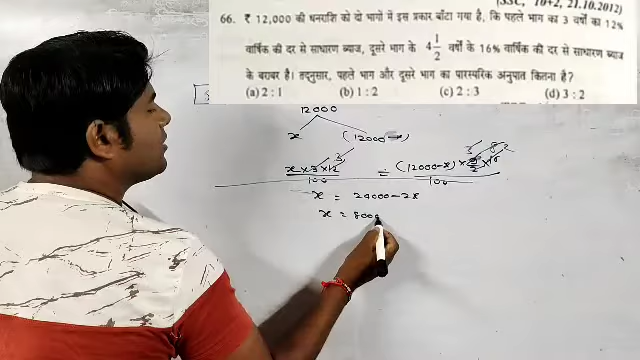 (SSC, 10+2, 21.10.2012)
66. ₹ 12,000 की धनराशि को दो भागों में इस प्रकार बाँटा गया है, कि पहले भाग का 3 वर्षों का 12%
वार्षिक की दर से साधारण ब्याज, दूसरे भाग के 4 1/2 वर्षों के 16% वार्षिक की दर से साधारण ब्याज
के बराबर है। तद्नुसार, पहले भाग और दूसरे भाग का पारस्परिक अनुपात कितना है?
(a) 2 : 1 (b) 1 : 2 (c) 2 : 3 (d) 3 : 2
12000
x (12000-x)
x × 3 × 12 / 100 = (12000-x) × 9/2 × 16 / 100
x = 24000-2x
x = 8000